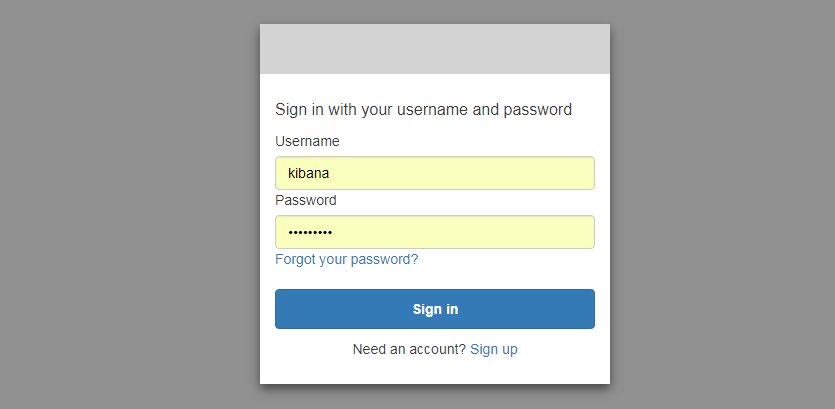 Sign in with your username and password
Username
kibana
Password
•••••••••
Forgot your password?
Sign in
Need an account? Sign up